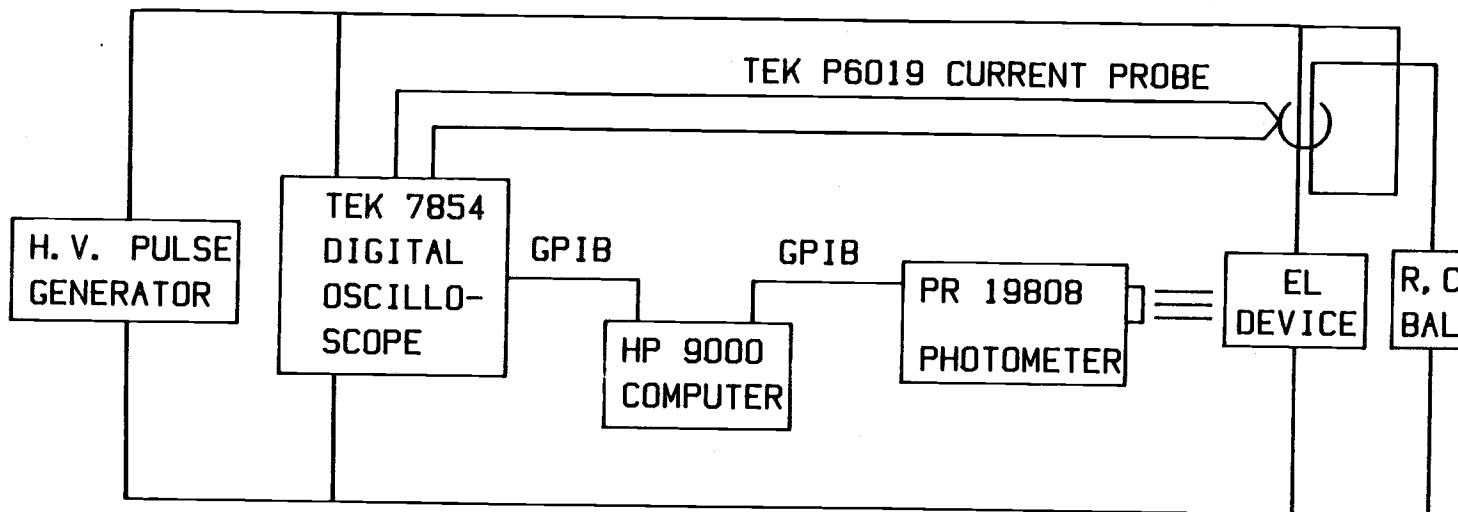 TEK P6019 CURRENT PROBE
H.V. PULSE
GENERATOR
TEK 7854
DIGITAL
OSCILLO-
SCOPE
GPIB
HP 9000
COMPUTER
GPIB
PR 19808
PHOTOMETER
EL
DEVICE
R,C
BAL